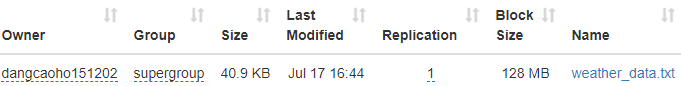 Owner Group Size Last Modified Replication Block Size Name
dangcaoho151202 supergroup 40.9 KB Jul 17 16:44 1 128 MB weather_data.txt